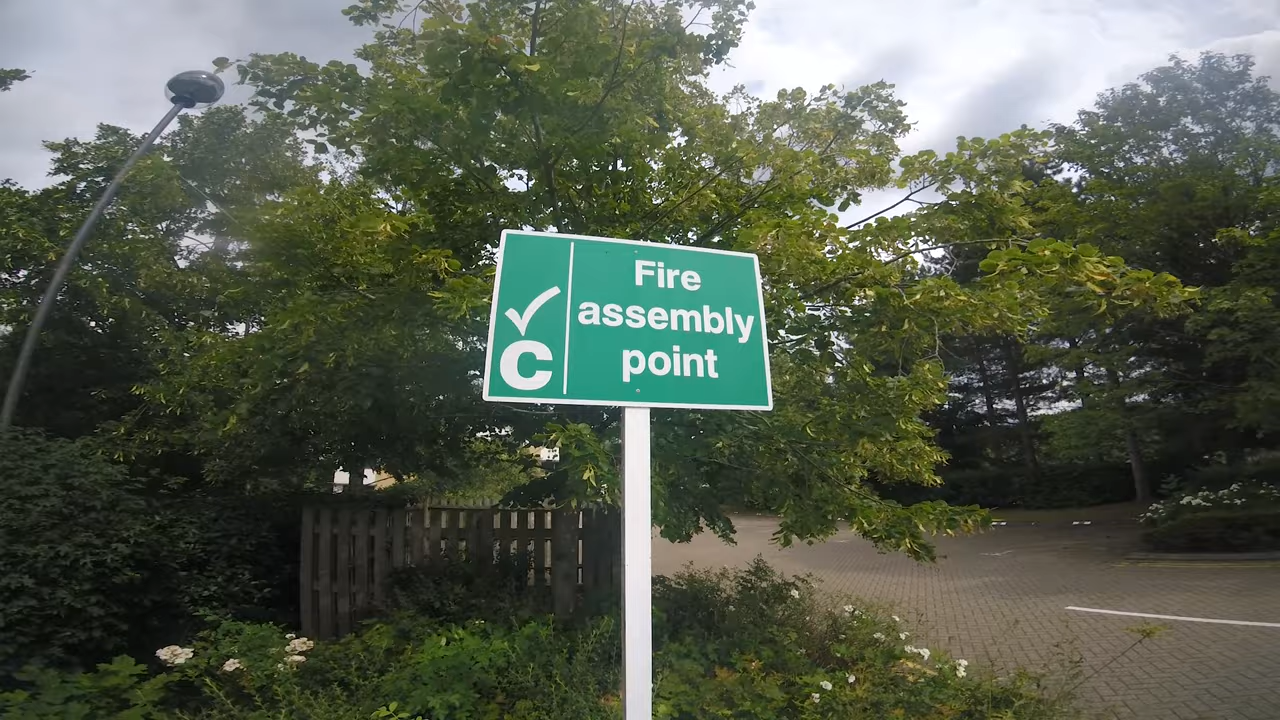 Fire
assembly
point
✓
C